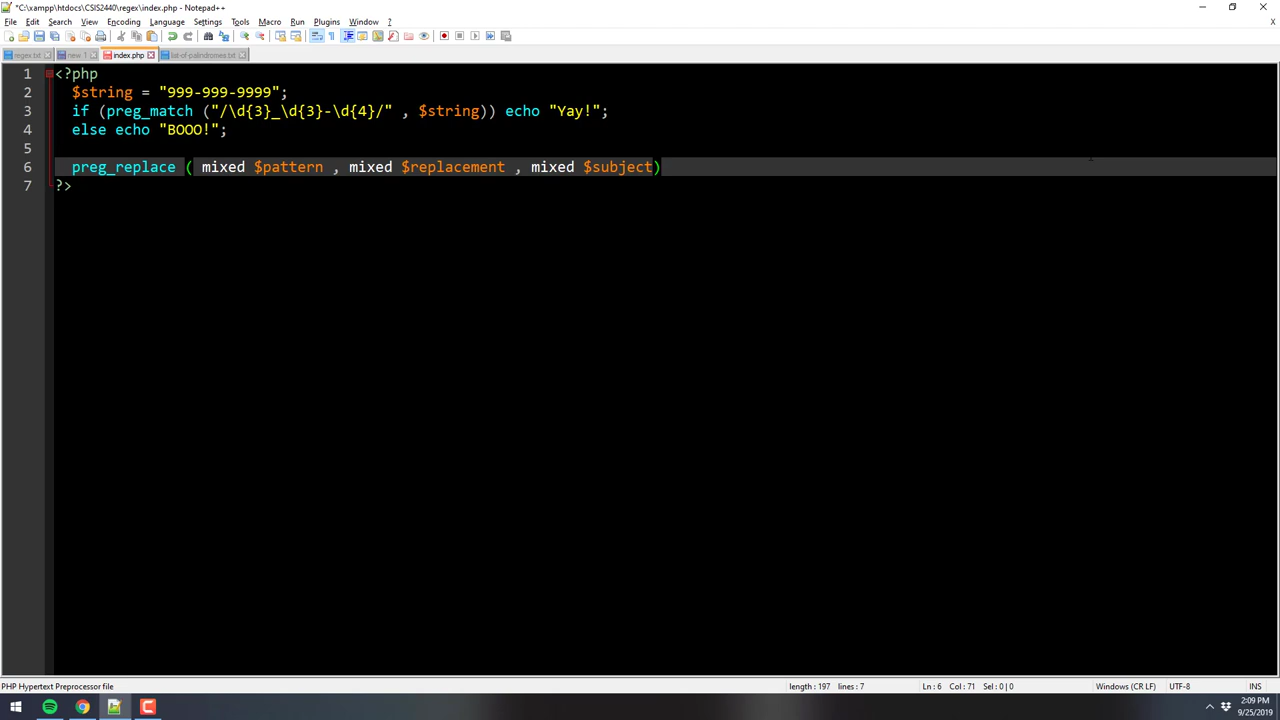 *C:\xampp\htdocs\CSIS2440\regex\index.php - Notepad++
File Edit Search View Encoding Language Settings Tools Macro Run Plugins Window ?
regex.txt new 1 index.php list-of-palindromes.txt
1 <?php
2 $string = "999-999-9999";
3 if (preg_match ("/\d{3}_\d{3}-\d{4}/" , $string)) echo "Yay!";
4 else echo "BOOO!";
5
6 preg_replace ( mixed $pattern , mixed $replacement , mixed $subject)
7 ?>
PHP Hypertext Preprocessor file length : 197 lines : 7 Ln : 6 Col : 71 Sel : 0 | 0 Windows (CR LF) UTF-8 INS
2:09 PM
9/25/2019